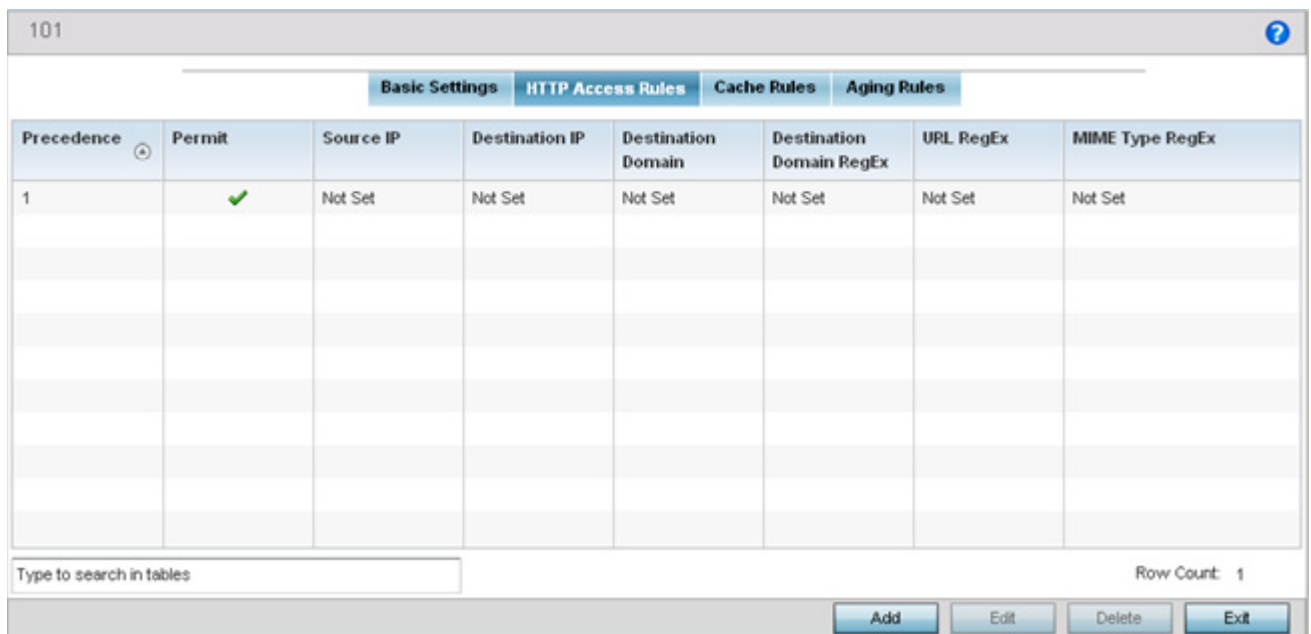 101
?
Basic Settings HTTP Access Rules Cache Rules Aging Rules
Precedence Permit Source IP Destination IP Destination Domain Destination Domain RegEx URL RegEx MIME Type RegEx
1 Not Set Not Set Not Set Not Set Not Set Not Set
Type to search in tables Row Count: 1
Add Edit Delete Exit